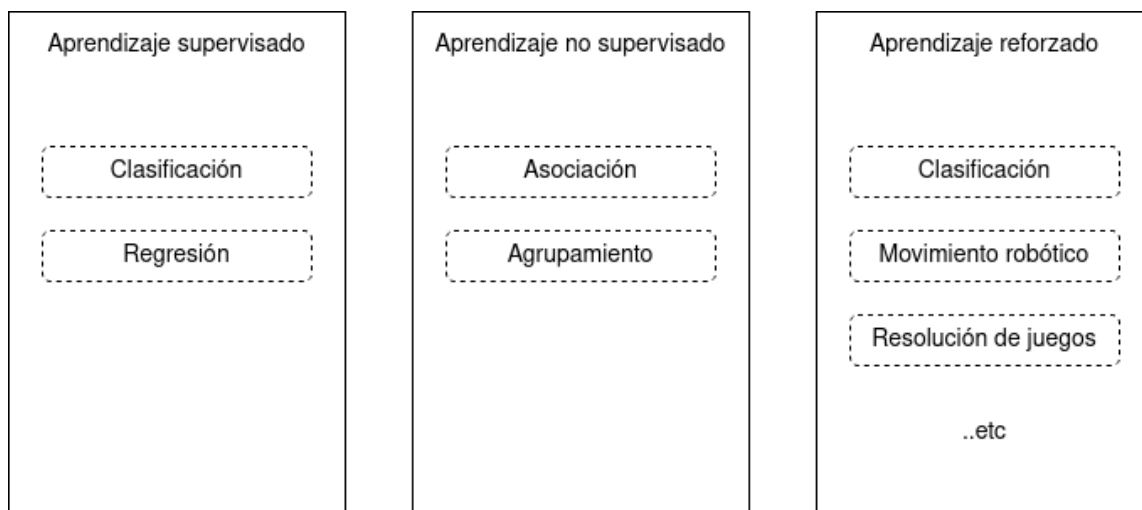 Aprendizaje supervisado
Clasificación
Regresión
Aprendizaje no supervisado
Asociación
Agrupamiento
Aprendizaje reforzado
Clasificación
Movimiento robótico
Resolución de juegos
..etc